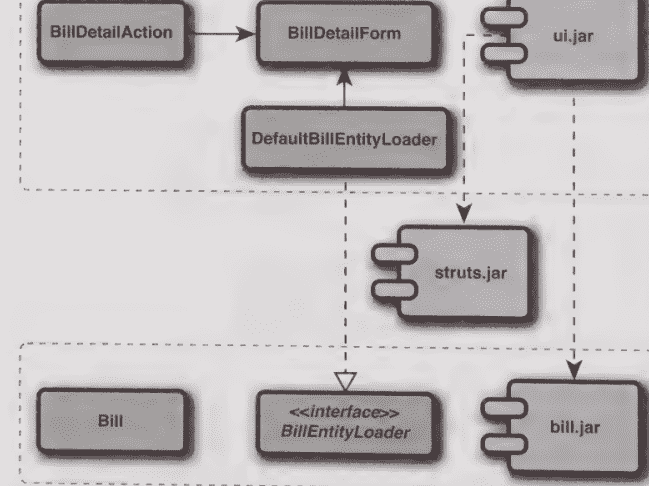 BillDetailAction
BillDetailForm
ui.jar
DefaultBillEntityLoader
struts.jar
Bill
<<interface>>
BillEntityLoader
bill.jar